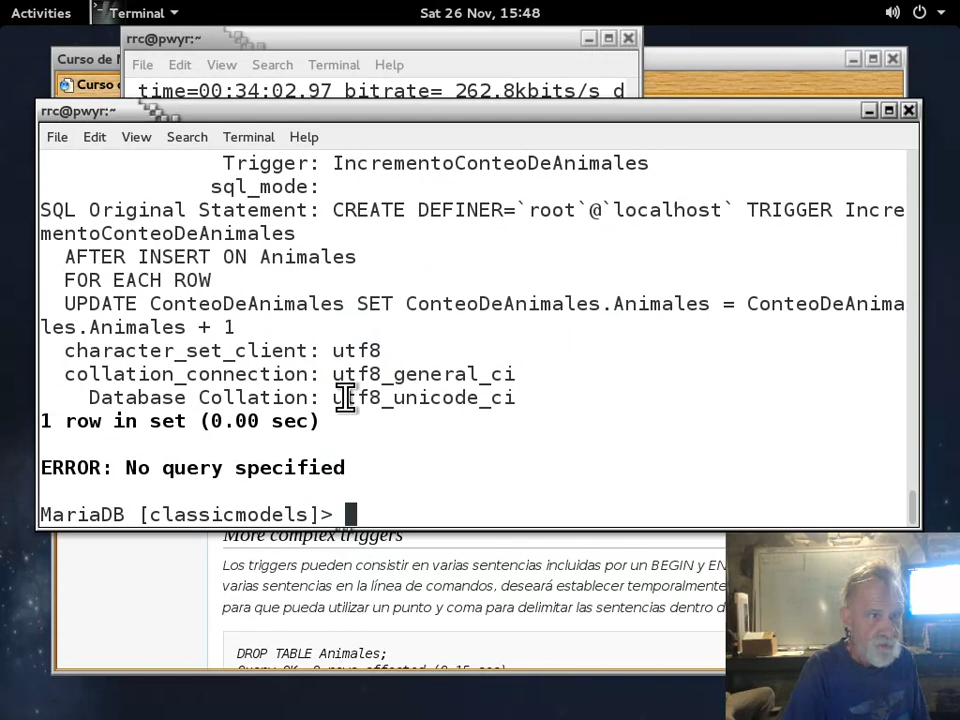 Activities Terminal Sat 26 Nov, 15:48
rrc@pwyr:~
Curso de
File Edit View Search Terminal Help
Curso
time=00:34:02.97 bitrate= 262.8kbits/s d
rrc@pwyr:~
File Edit View Search Terminal Help
Trigger: IncrementoConteoDeAnimales
sql_mode:
SQL Original Statement: CREATE DEFINER=`root`@`localhost` TRIGGER Incre
mentoConteoDeAnimales
AFTER INSERT ON Animales
FOR EACH ROW
UPDATE ConteoDeAnimales SET ConteoDeAnimales.Animales = ConteoDeAnima
les.Animales + 1
character_set_client: utf8
collation_connection: utf8_general_ci
Database Collation: utf8_unicode_ci
1 row in set (0.00 sec)
ERROR: No query specified
MariaDB [classicmodels]>
More complex triggers
Los triggers pueden consistir en varias sentencias incluidas por un BEGIN y EN
varias sentencias en la línea de comandos, deseará establecer temporalmente
para que pueda utilizar un punto y coma para delimitar las sentencias dentro d
DROP TABLE Animales;